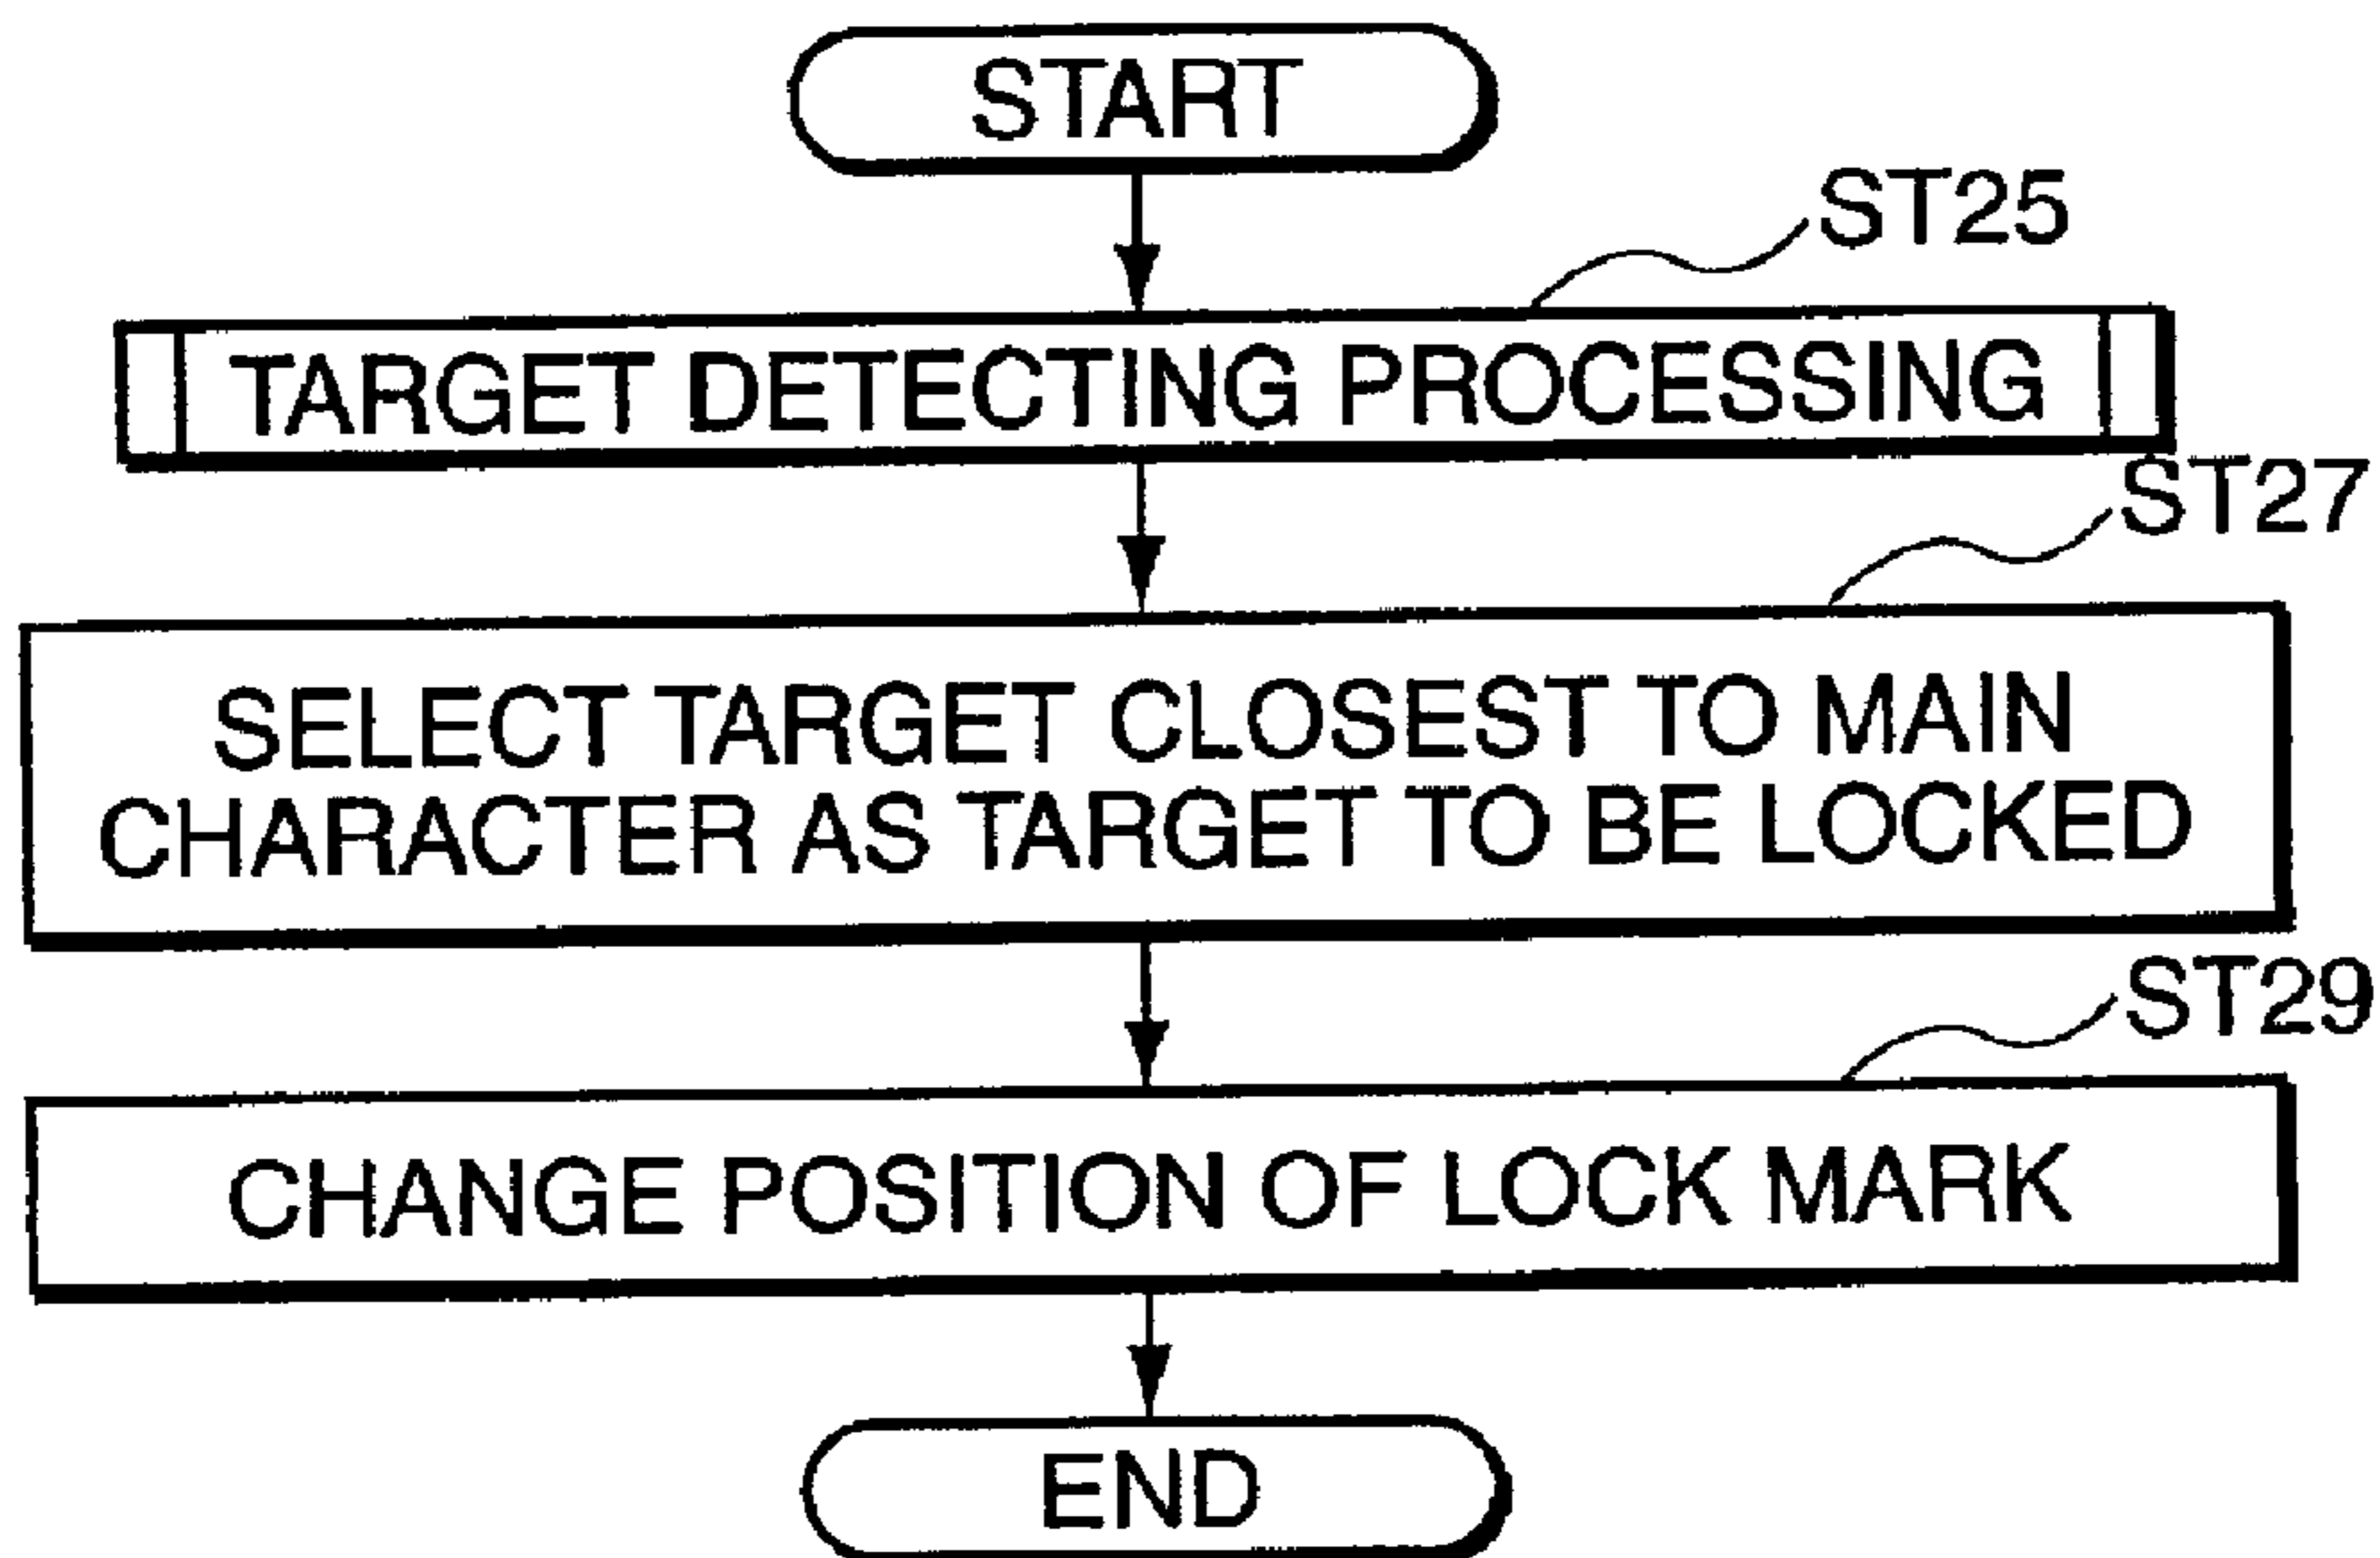 START
ST25
TARGET DETECTING PROCESSING
ST27
SELECT TARGET CLOSEST TO MAIN
CHARACTER AS TARGET TO BE LOCKED
ST29
CHANGE POSITION OF LOCK MARK
END